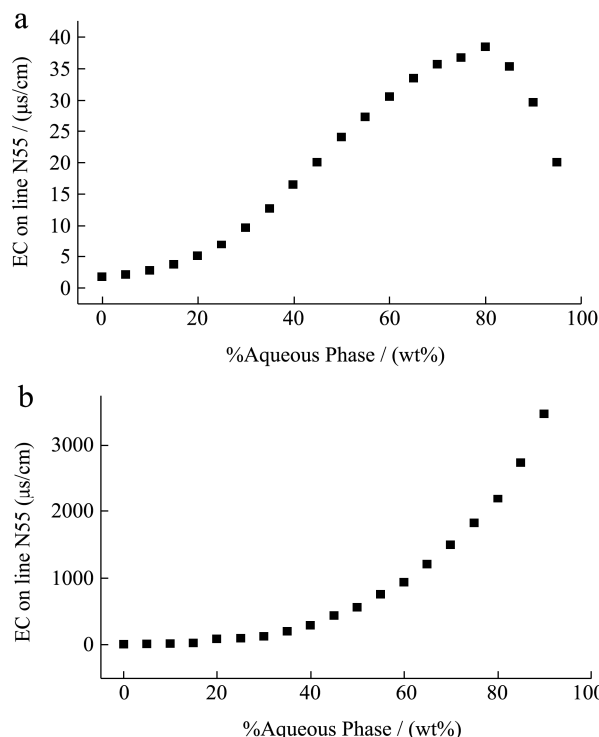 a
EC on line N55 / (μs/cm)
40
35
30
25
20
15
10
5
0
0 20 40 60 80 100
%Aqueous Phase / (wt%)
b
EC on line N55 (μs/cm)
3000
2000
1000
0
0 20 40 60 80 100
%Aqueous Phase / (wt%)